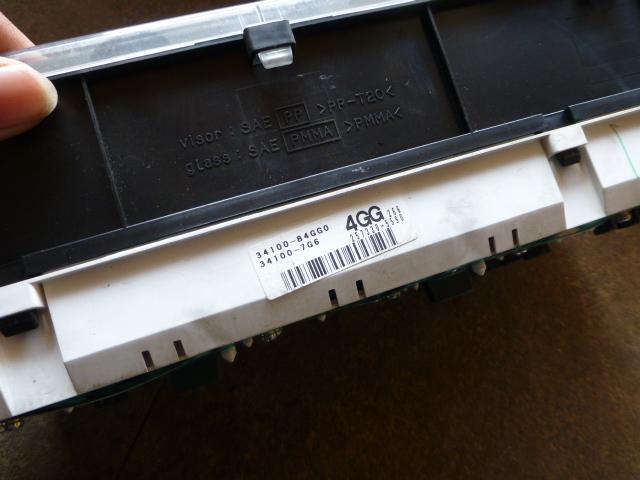 visor : SAE PP >PP-T20<
glass : SAE PMMA >PMMA<
34100-84GG0 4GG
34100-7G6